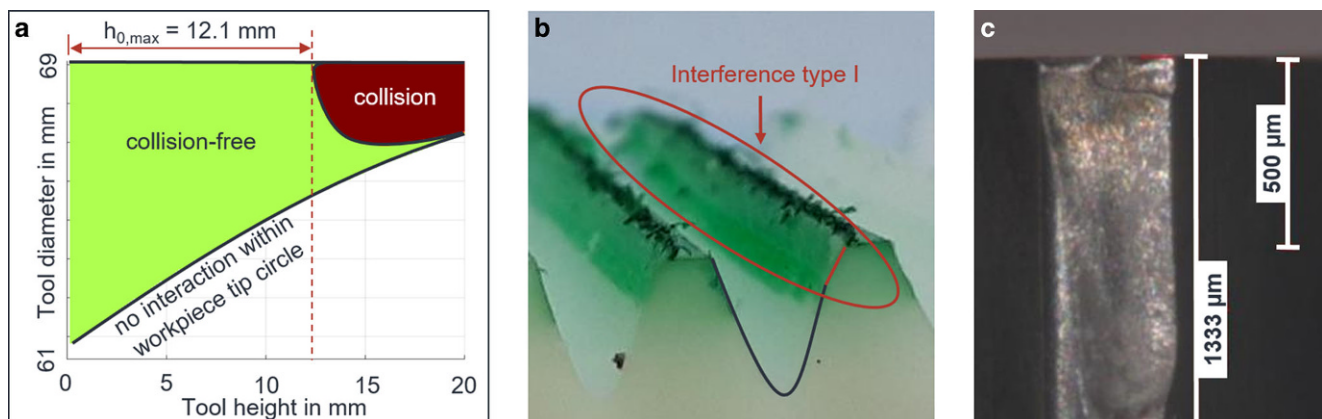 a
h0,max = 12.1 mm
69
collision
collision-free
Tool diameter in mm
no interaction within
workpiece tip circle
61
0
5
10
15
20
Tool height in mm
b
Interference type I
c
500 µm
1333 µm